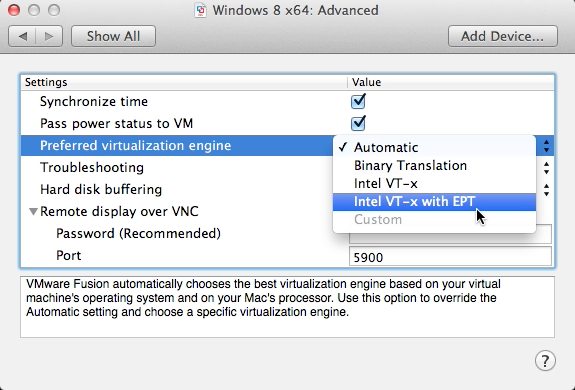 Windows 8 x64: Advanced
Show All
Add Device...
Settings Value
Synchronize time
Pass power status to VM
Preferred virtualization engine
Automatic
Binary Translation
Intel VT-x
Intel VT-x with EPT
Custom
Troubleshooting
Hard disk buffering
Remote display over VNC
Password (Recommended)
Port 5900
VMware Fusion automatically chooses the best virtualization engine based on your virtual
machine's operating system and on your Mac's processor. Use this option to override the
Automatic setting and choose a specific virtualization engine.
?